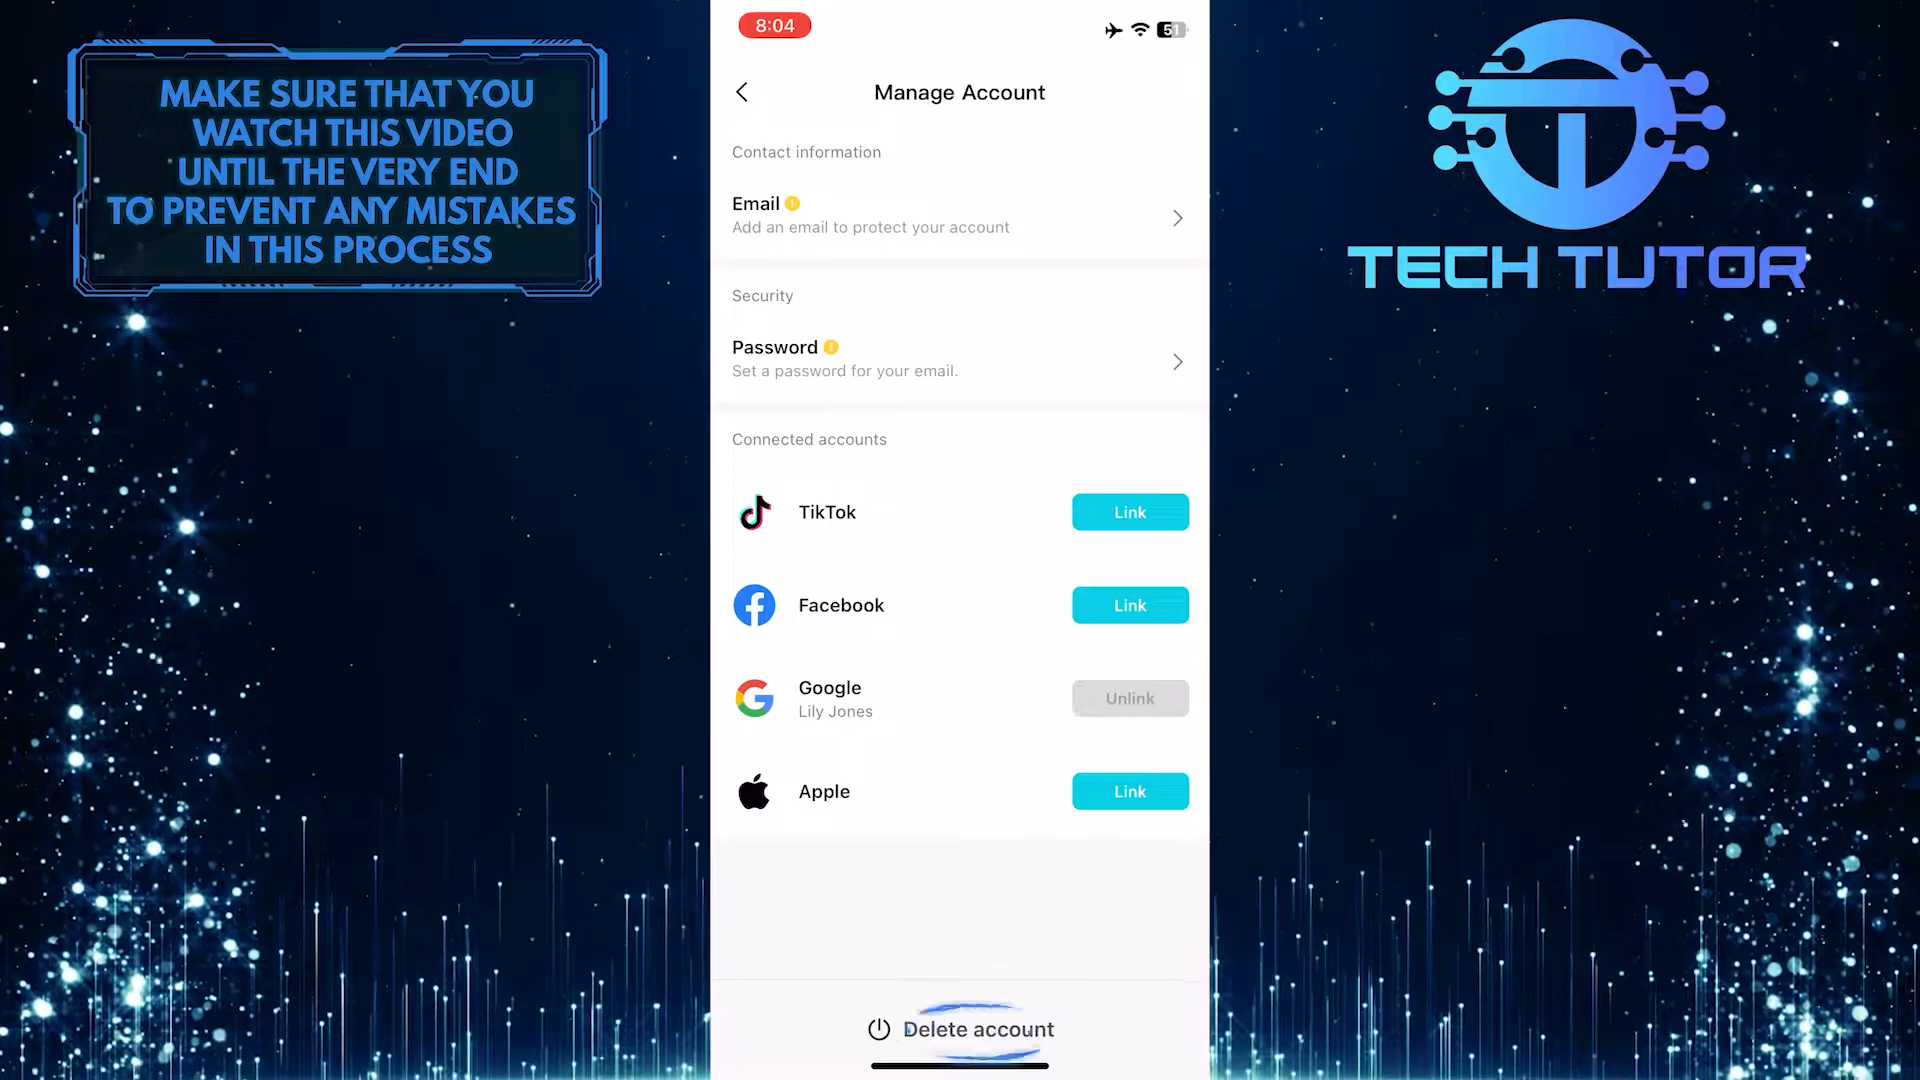 MAKE SURE THAT YOU
WATCH THIS VIDEO
UNTIL THE VERY END
TO PREVENT ANY MISTAKES
IN THIS PROCESS
8:04
51
Manage Account
Contact information
Email
Add an email to protect your account
Security
Password
Set a password for your email.
Connected accounts
TikTok
Link
Facebook
Link
Google
Lily Jones
Unlink
Apple
Link
Delete account
TECH TUTOR